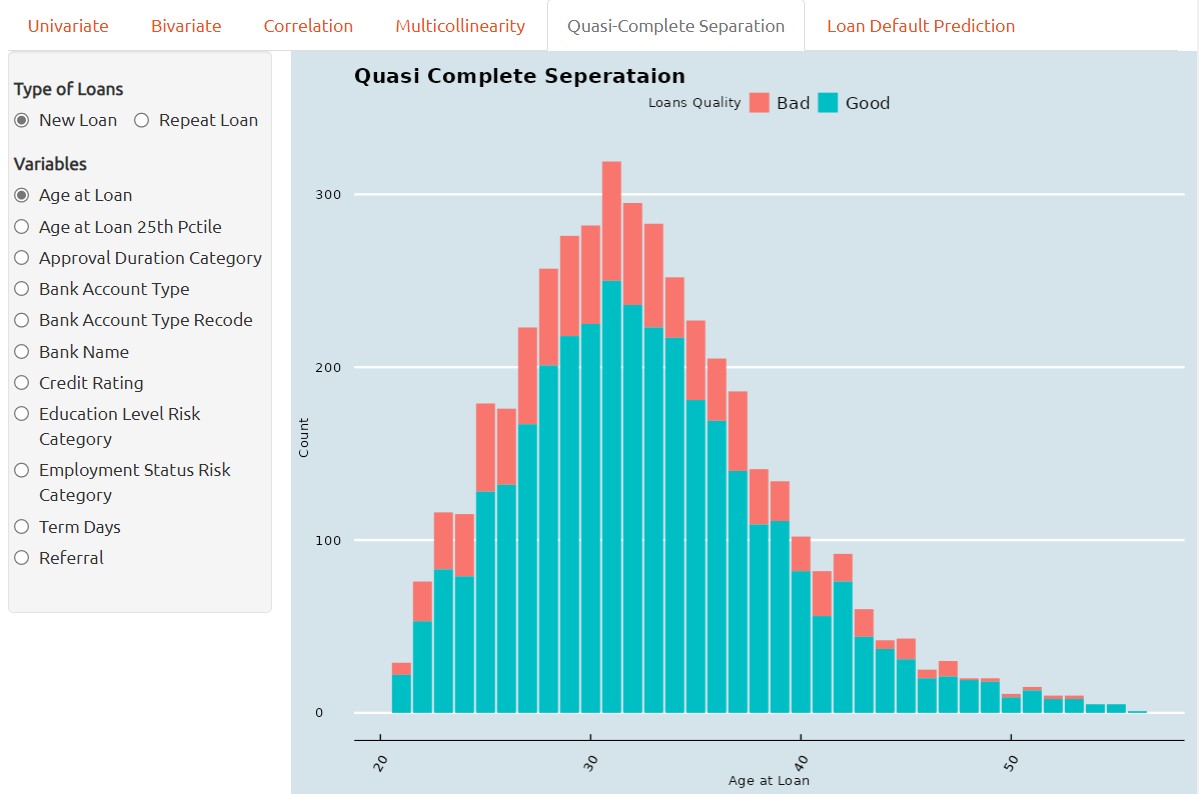 Univariate Bivariate Correlation Multicollinearity Quasi-Complete Separation Loan Default Prediction
Type of Loans
New Loan Repeat Loan
Variables
Age at Loan
Age at Loan 25th Pctile
Approval Duration Category
Bank Account Type
Bank Account Type Recode
Bank Name
Credit Rating
Education Level Risk
Category
Employment Status Risk
Category
Term Days
Referral
Quasi Complete Seperataion
Loans Quality Bad Good
300
200
100
0
Count
20 30 40 50
Age at Loan